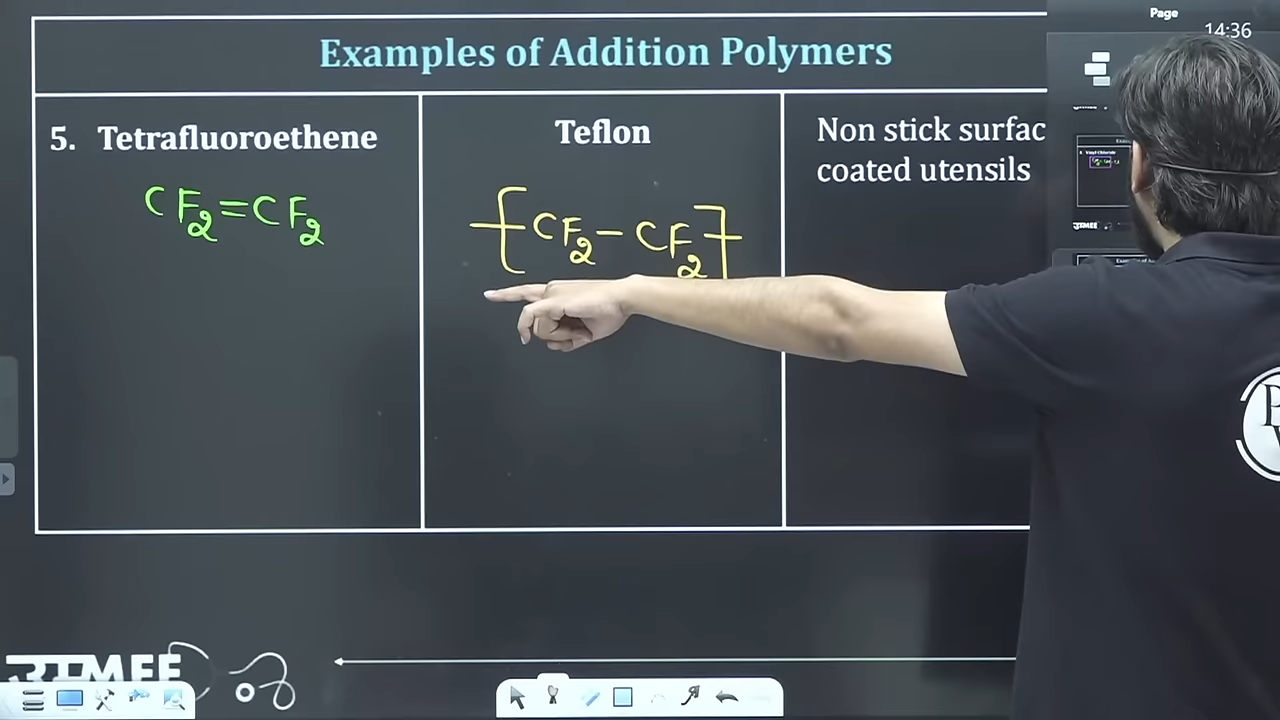 Page
14:36
Examples of Addition Polymers
5. Tetrafluoroethene
CF2=CF2
Teflon
-[CF2-CF2]-
Non stick surfac
coated utensils